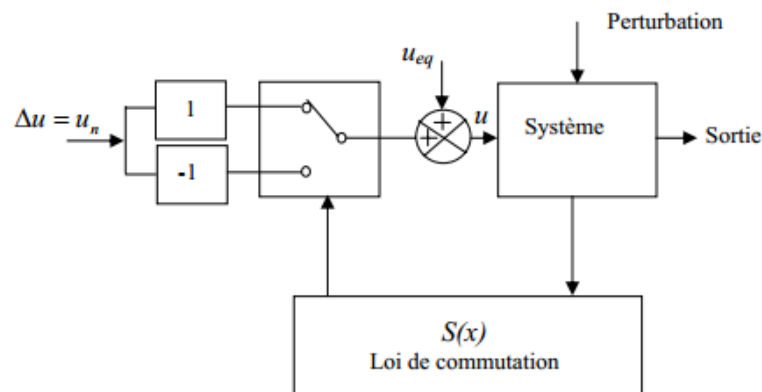 Perturbation
u_eq
Δu = u_n
1
-1
+
+
u
Système
Sortie
S(x)
Loi de commutation